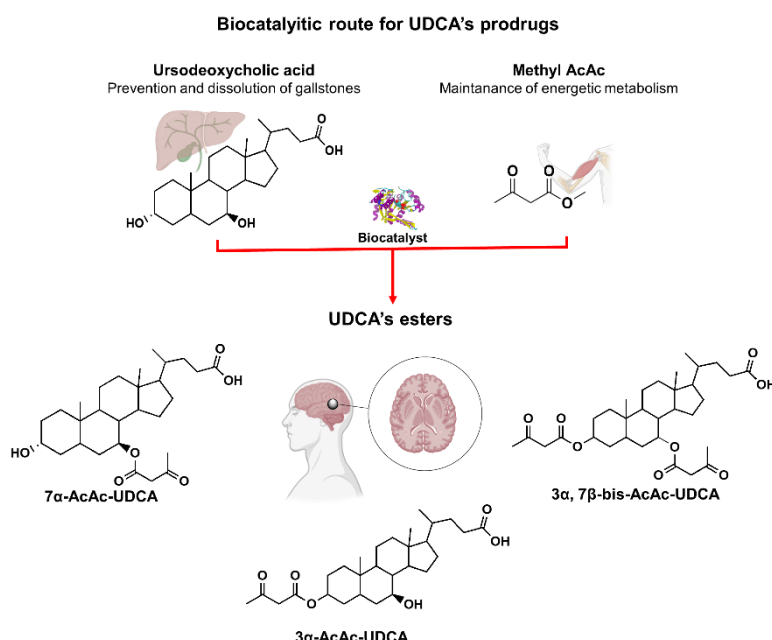 Biocatalyitic route for UDCA's prodrugs
Ursodeoxycholic acid
Prevention and dissolution of gallstones
Methyl AcAc
Maintanance of energetic metabolism
O
OH
HO
OH
O
O
O
Biocatalyst
UDCA's esters
O
OH
HO
O
O
O
7α-AcAc-UDCA
O
OH
O
O
O
O
O
O
3α, 7β-bis-AcAc-UDCA
O
OH
O
O
O
OH
3α-AcAc-UDCA